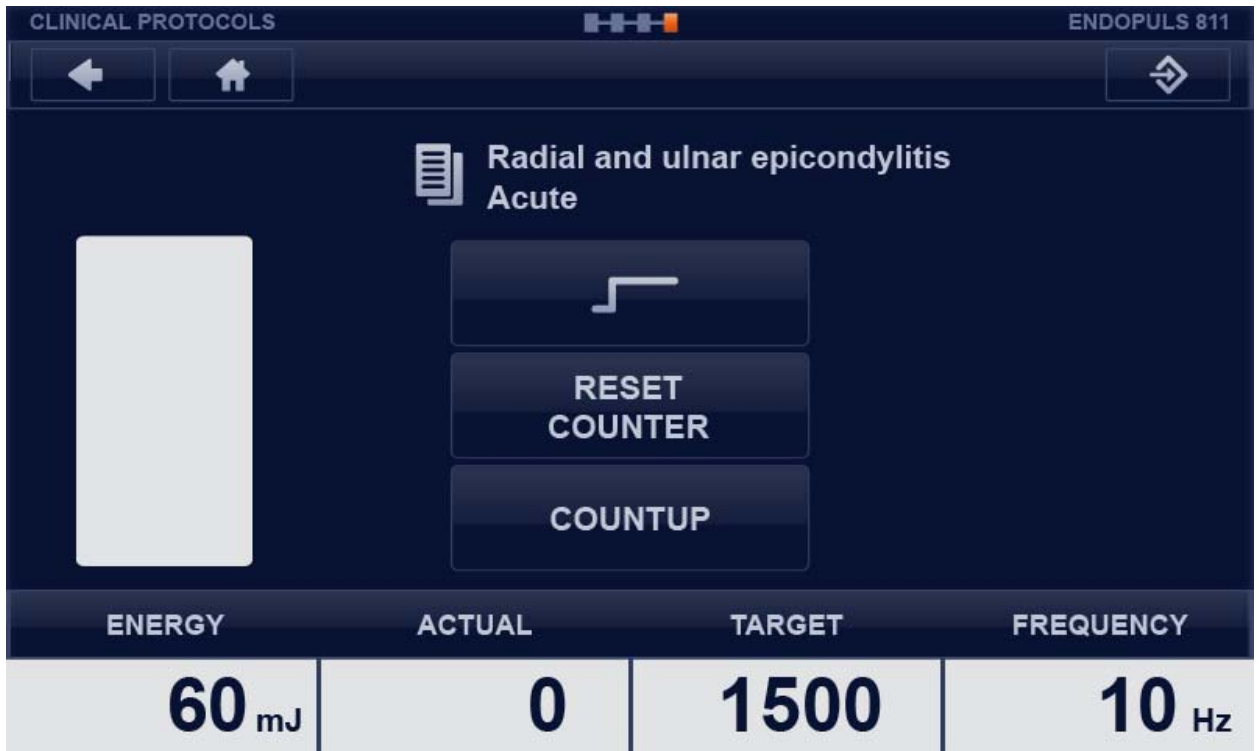 CLINICAL PROTOCOLS
ENDOPULS 811
Radial and ulnar epicondylitis
Acute
RESET
COUNTER
COUNTUP
ENERGY ACTUAL TARGET FREQUENCY
60 mJ 0 1500 10 Hz